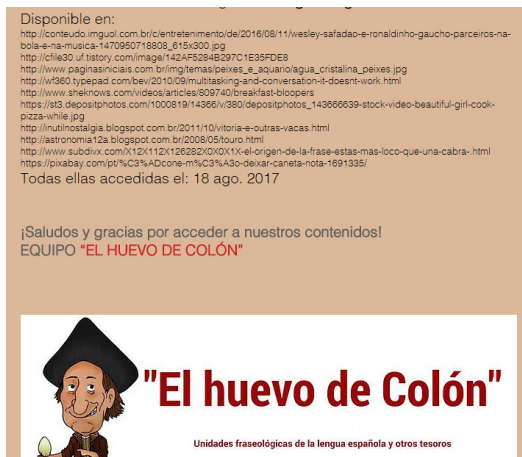 Disponible en:
http://conteudo.imguol.com.br/c/entretenimento/de/2016/08/11/wesley-safadao-e-ronaldinho-gaucho-parceiros-na-
bola-e-na-musica-1470950718808_615x300.jpg
http://cfile30.uf.tistory.com/image/142AF5284B297C1E35FDE8
http://www.paginasiniciais.com.br/img/temas/peixes_e_aquario/agua_cristalina_peixes.jpg
http://wf360.typepad.com/bev/2010/09/multitasking-and-conversation-it-doesnt-work.html
http://www.sheknows.com/videos/articles/809740/breakfast-bloopers
https://st3.depositphotos.com/1000819/14366/v/380/depositphotos_143666639-stock-video-beautiful-girl-cook-
pizza-while.jpg
http://inutilnostalgia.blogspot.com.br/2011/10/vitoria-e-outras-vacas.html
http://astronomia12a.blogspot.com.br/2008/05/touro.html
http://www.subdivx.com/X12X112X126282X0X0X1X-el-origen-de-la-frase-estas-mas-loco-que-una-cabra-.html
https://pixabay.com/pt/%C3%ADcone-m%C3%A3o-deixar-caneta-nota-1691335/
Todas ellas accedidas el: 18 ago. 2017
¡Saludos y gracias por acceder a nuestros contenidos!
EQUIPO "EL HUEVO DE COLÓN"
"El huevo de Colón"
Unidades fraseológicas de la lengua española y otros tesoros